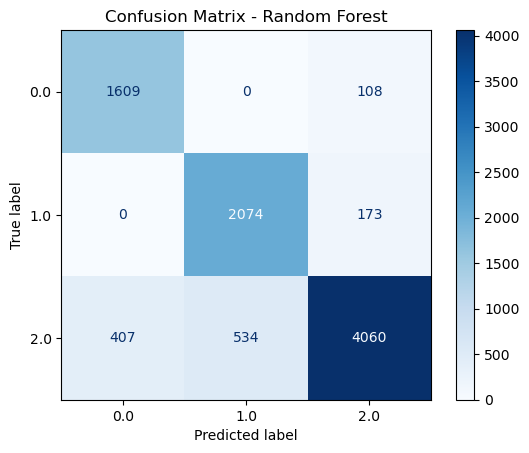 Confusion Matrix - Random Forest
0.0 1609 0 108
1.0 0 2074 173
2.0 407 534 4060
0.0 1.0 2.0
Predicted label
True label
4000
3500
3000
2500
2000
1500
1000
500
0